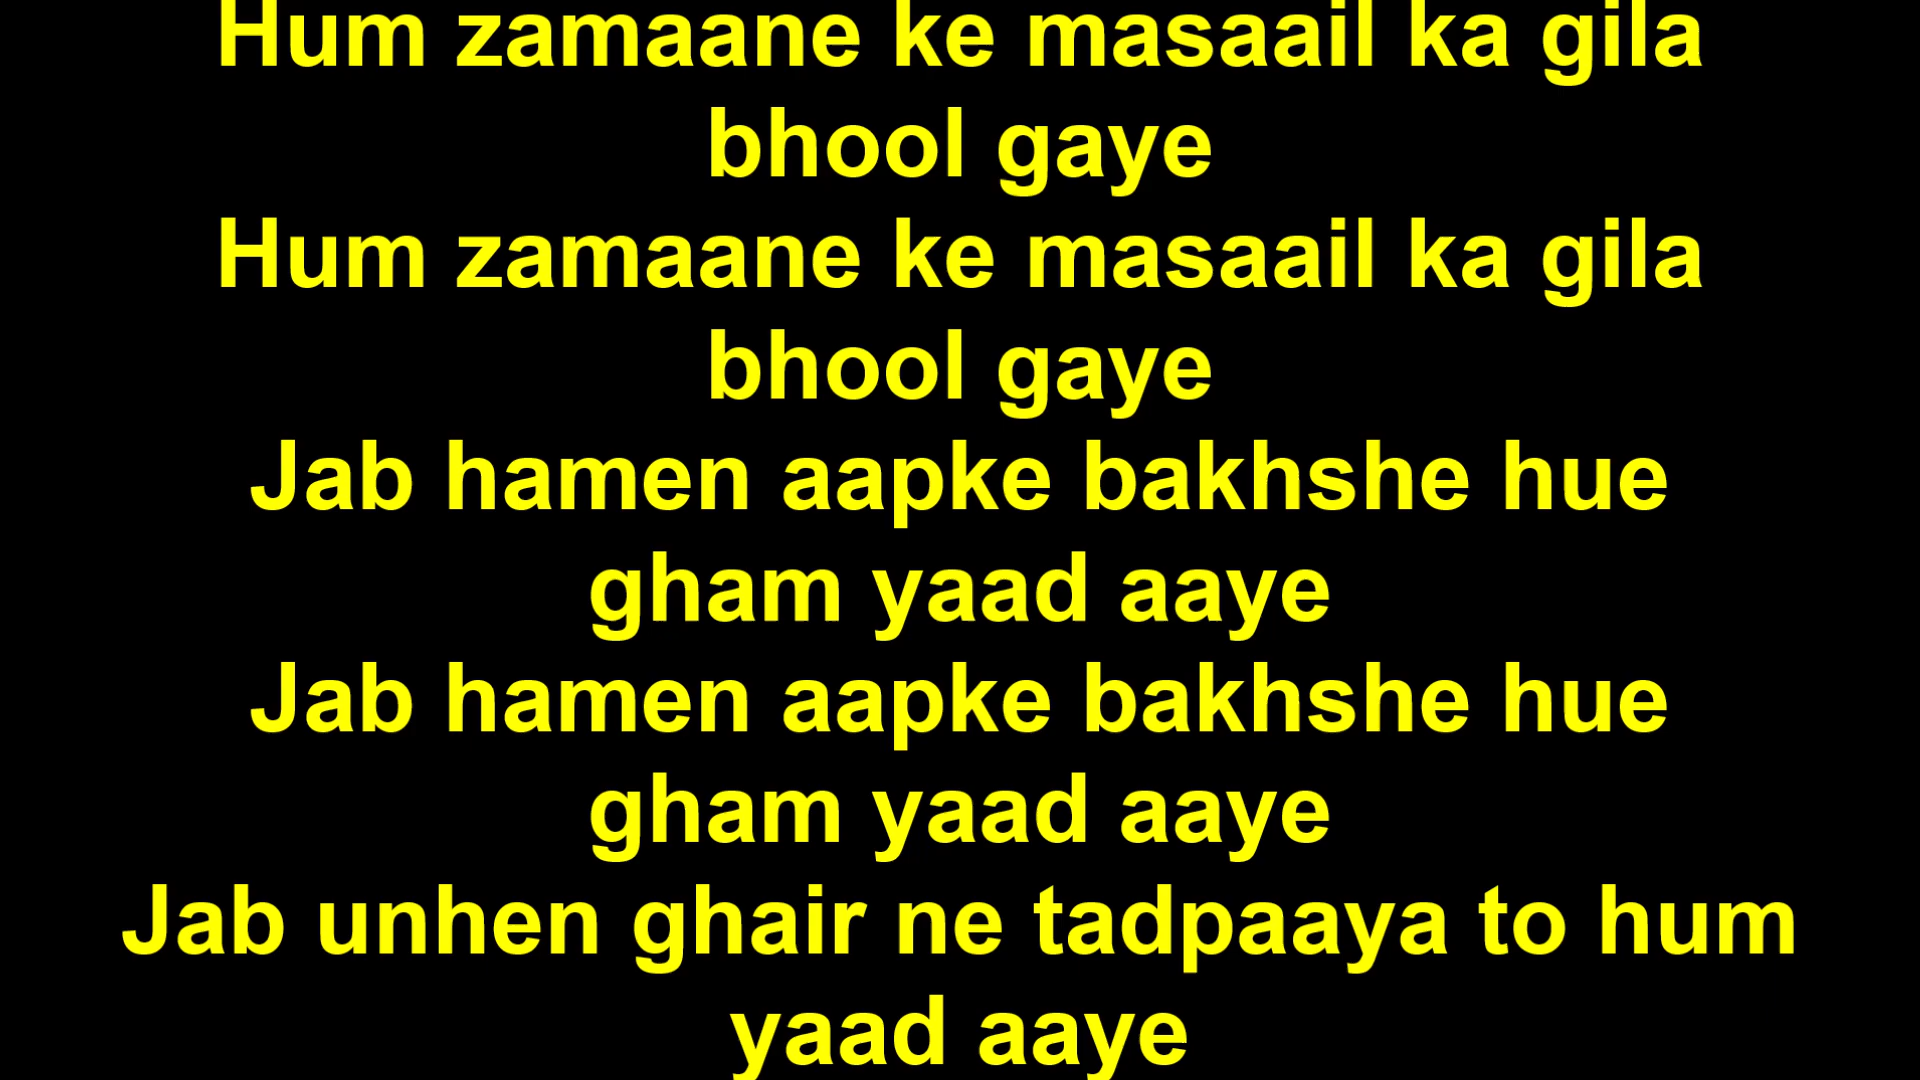 Hum zamaane ke masaail ka gila
bhool gaye
Hum zamaane ke masaail ka gila
bhool gaye
Jab hamen aapke bakhshe hue
gham yaad aaye
Jab hamen aapke bakhshe hue
gham yaad aaye
Jab unhen ghair ne tadpaaya to hum
yaad aaye